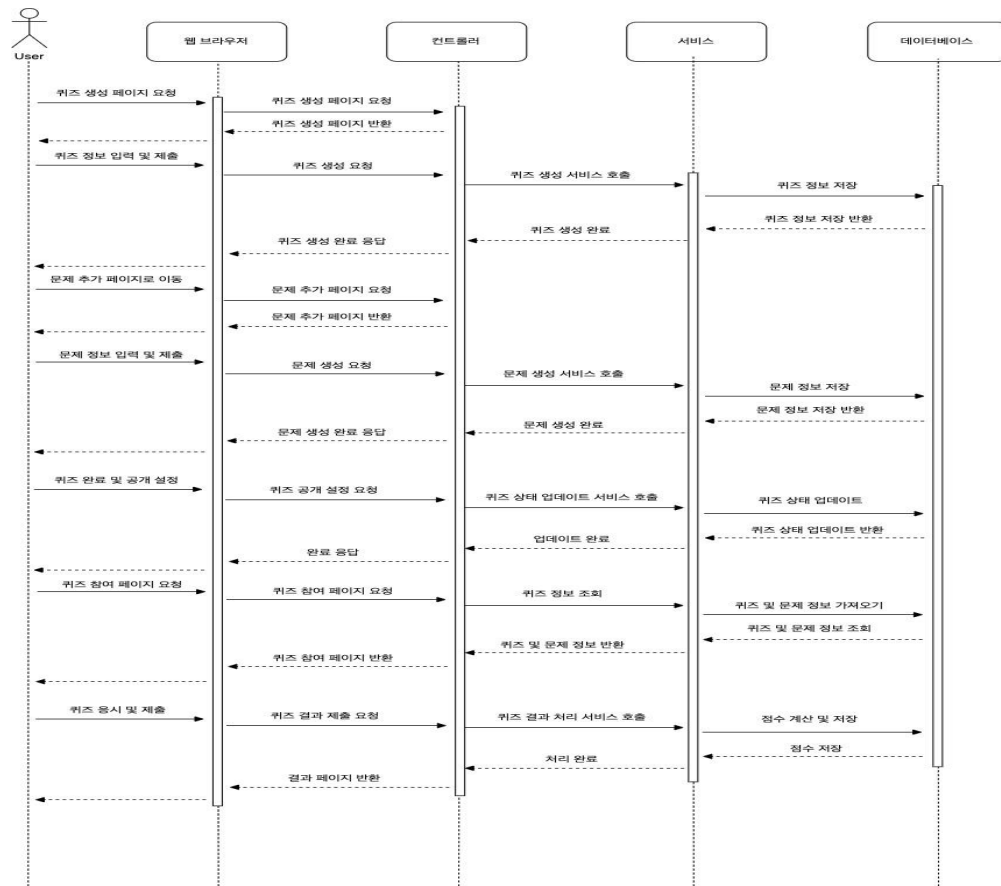 User
웹 브라우저
컨트롤러
서비스
데이터베이스
퀴즈 생성 페이지 요청
퀴즈 생성 페이지 요청
퀴즈 생성 페이지 반환
퀴즈 정보 입력 및 제출
퀴즈 생성 요청
퀴즈 생성 서비스 호출
퀴즈 정보 저장
퀴즈 정보 저장 반환
퀴즈 생성 완료
퀴즈 생성 완료 응답
문제 추가 페이지로 이동
문제 추가 페이지 요청
문제 추가 페이지 반환
문제 정보 입력 및 제출
문제 생성 요청
문제 생성 서비스 호출
문제 정보 저장
문제 정보 저장 반환
문제 생성 완료
문제 생성 완료 응답
퀴즈 완료 및 공개 설정
퀴즈 공개 설정 요청
퀴즈 상태 업데이트 서비스 호출
퀴즈 상태 업데이트
퀴즈 상태 업데이트 반환
업데이트 완료
완료 응답
퀴즈 참여 페이지 요청
퀴즈 참여 페이지 요청
퀴즈 정보 조회
퀴즈 및 문제 정보 가져오기
퀴즈 및 문제 정보 조회
퀴즈 및 문제 정보 반환
퀴즈 참여 페이지 반환
퀴즈 응시 및 제출
퀴즈 결과 제출 요청
퀴즈 결과 처리 서비스 호출
점수 계산 및 저장
점수 저장
처리 완료
결과 페이지 반환